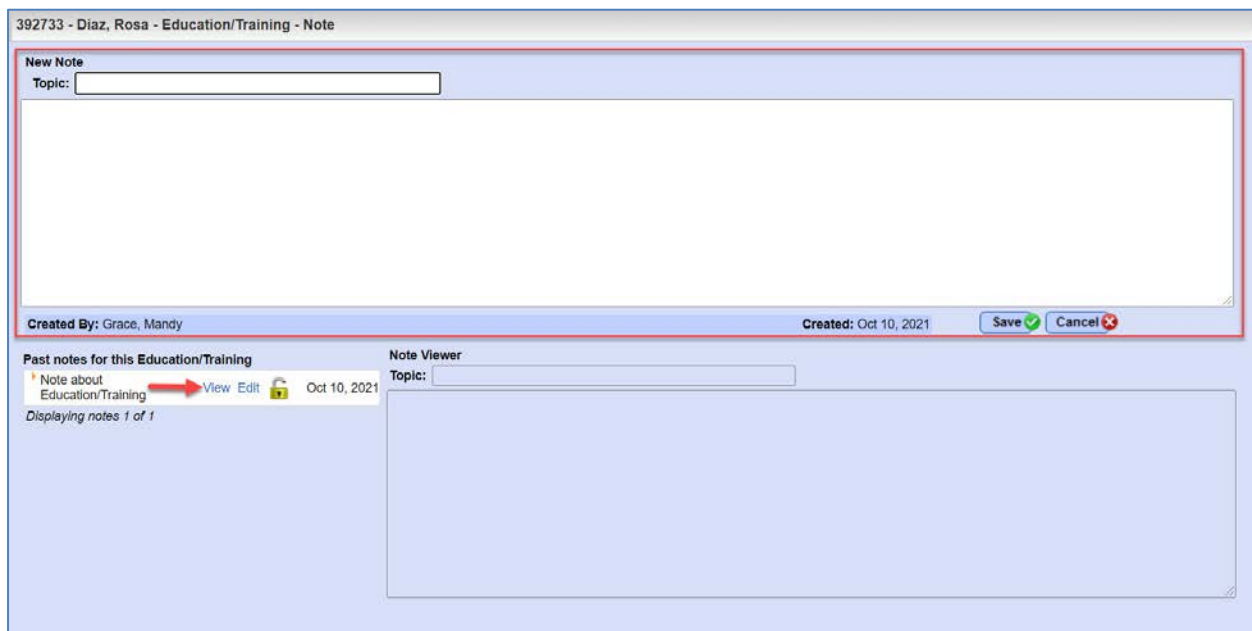 392733 - Diaz, Rosa - Education/Training - Note
New Note
Topic:
Created By: Grace, Mandy Created: Oct 10, 2021 Save Cancel
Past notes for this Education/Training
Note about
Education/Training View Edit Oct 10, 2021
Displaying notes 1 of 1
Note Viewer
Topic: